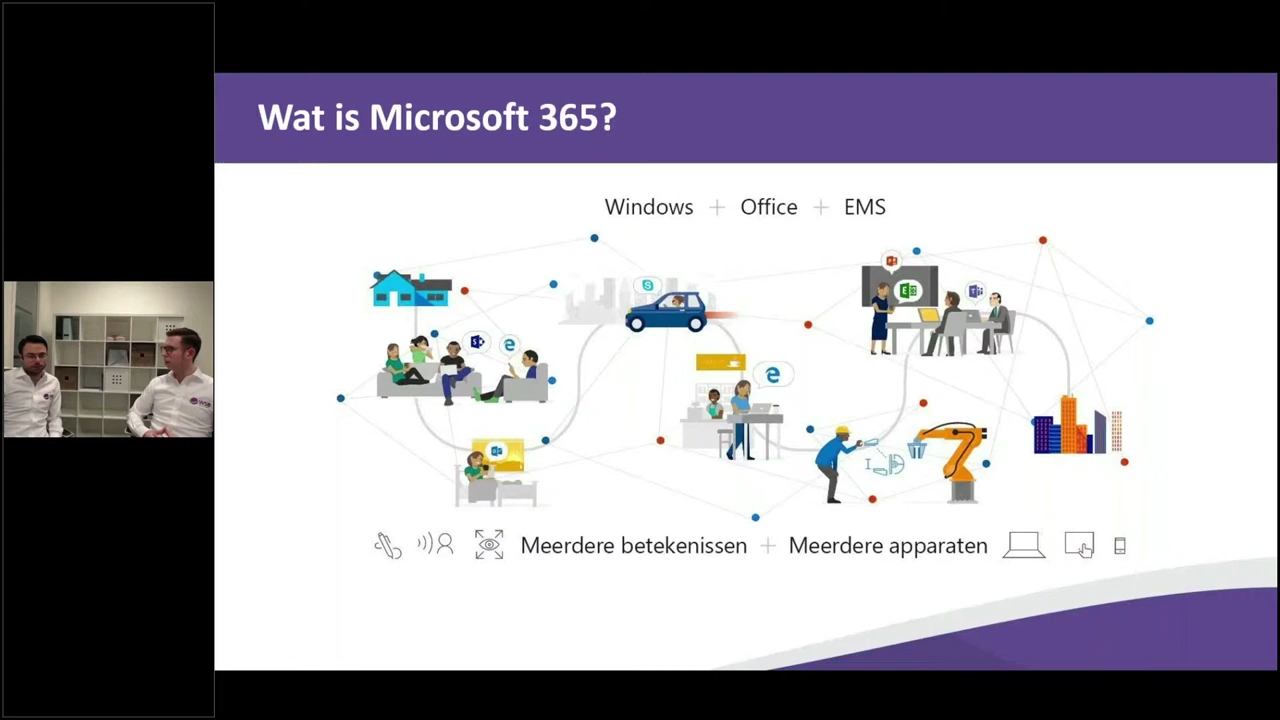 Wat is Microsoft 365?
Windows + Office + EMS
Meerdere betekenissen + Meerdere apparaten